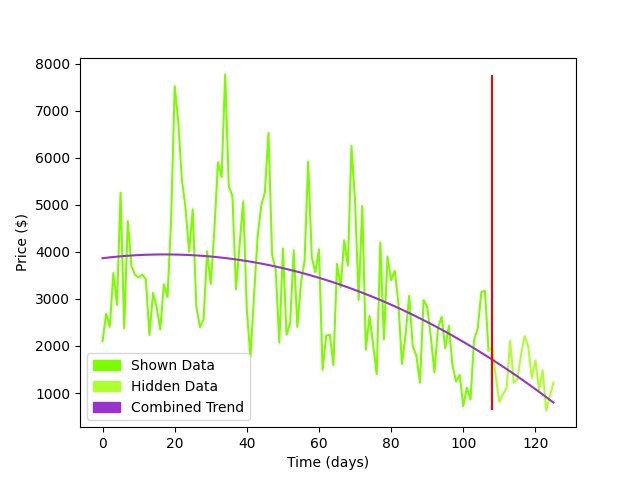 8000
7000
6000
5000
4000
3000
2000
1000
Price ($)
Shown Data
Hidden Data
Combined Trend
0 20 40 60 80 100 120
Time (days)